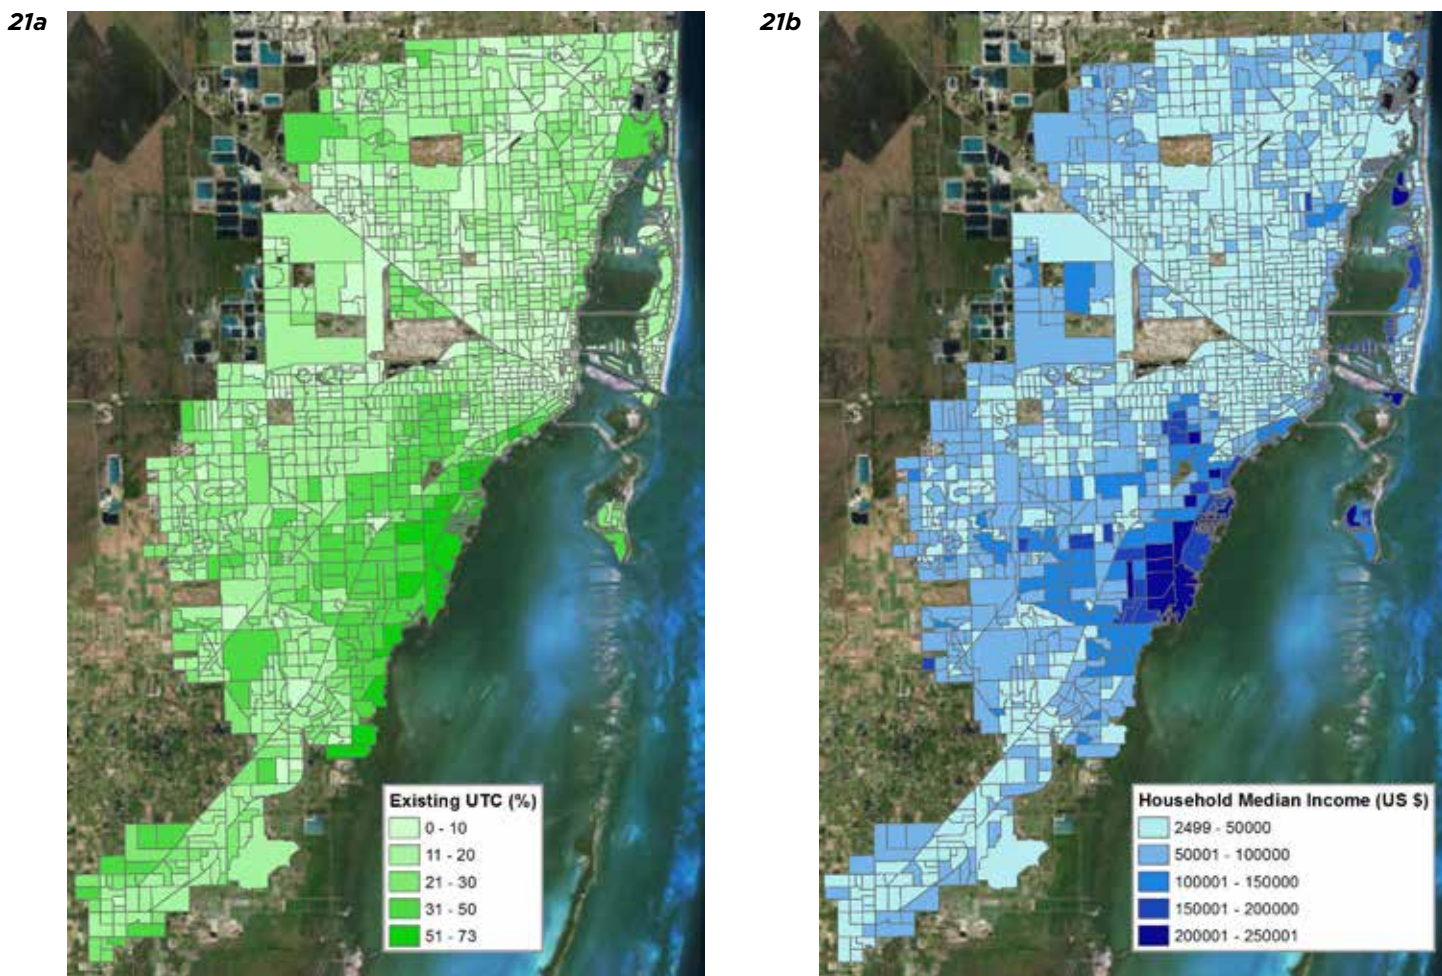 21a
21b
Existing UTC (%)
0 - 10
11 - 20
21 - 30
31 - 50
51 - 73
Household Median Income (US $)
2499 - 50000
50001 - 100000
100001 - 150000
150001 - 200000
200001 - 250001